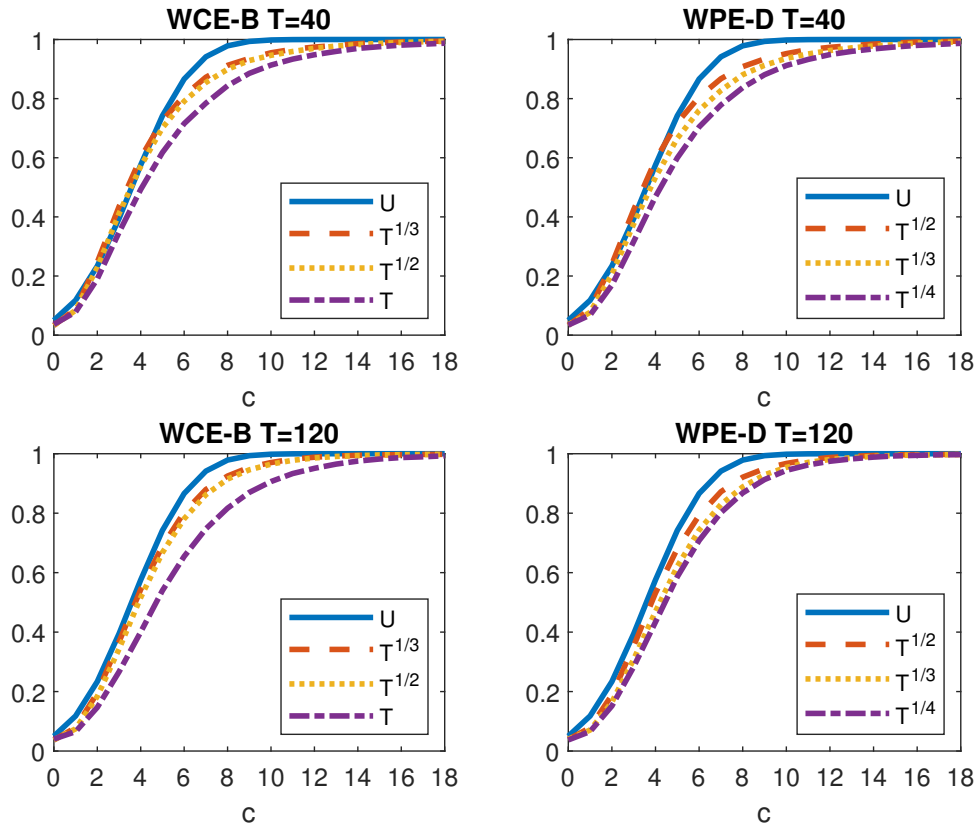 WCE-B T=40
1
0.8
0.6
0.4
0.2
0
U
T^{1/3}
T^{1/2}
T
0 2 4 6 8 10 12 14 16 18
c
WPE-D T=40
1
0.8
0.6
0.4
0.2
0
U
T^{1/2}
T^{1/3}
T^{1/4}
0 2 4 6 8 10 12 14 16 18
c
WCE-B T=120
1
0.8
0.6
0.4
0.2
0
U
T^{1/3}
T^{1/2}
T
0 2 4 6 8 10 12 14 16 18
c
WPE-D T=120
1
0.8
0.6
0.4
0.2
0
U
T^{1/2}
T^{1/3}
T^{1/4}
0 2 4 6 8 10 12 14 16 18
c